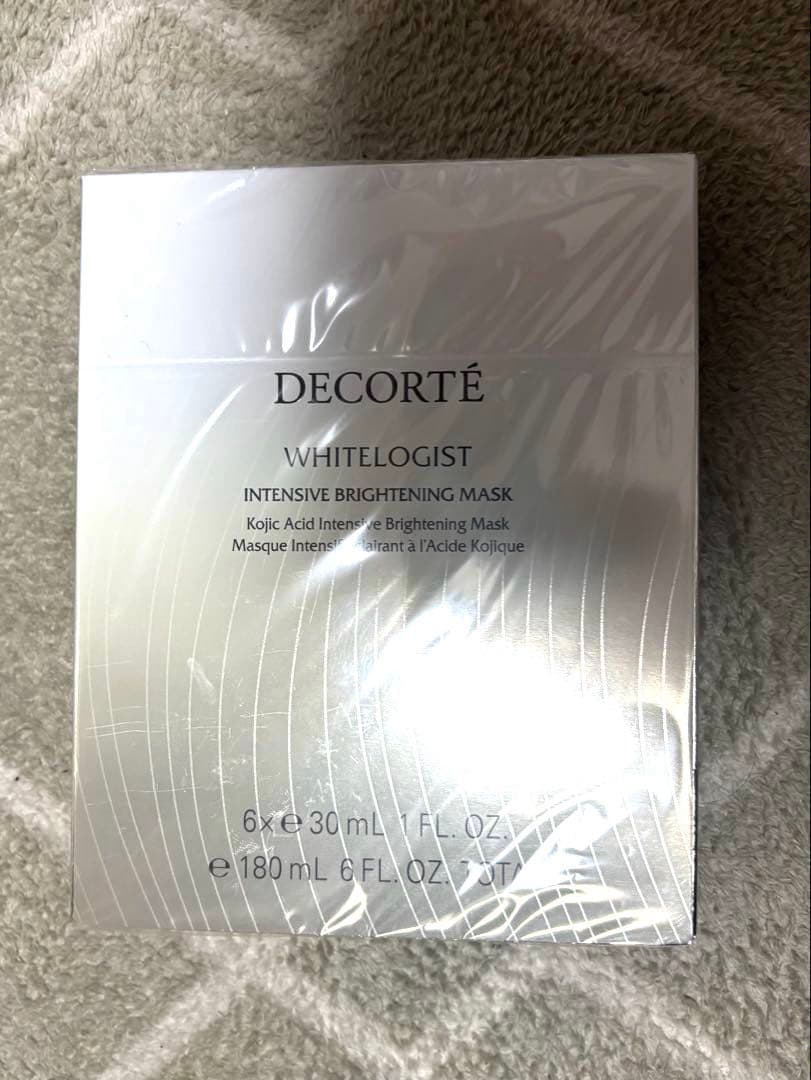 DECORTÉ
WHITELOGIST
INTENSIVE BRIGHTENING MASK
Kojic Acid Intensive Brightening Mask
Masque à l'Acide Kojique
6x ℮ 30 mL 1 FL. OZ.
℮ 180 mL 6 FL. OZ.